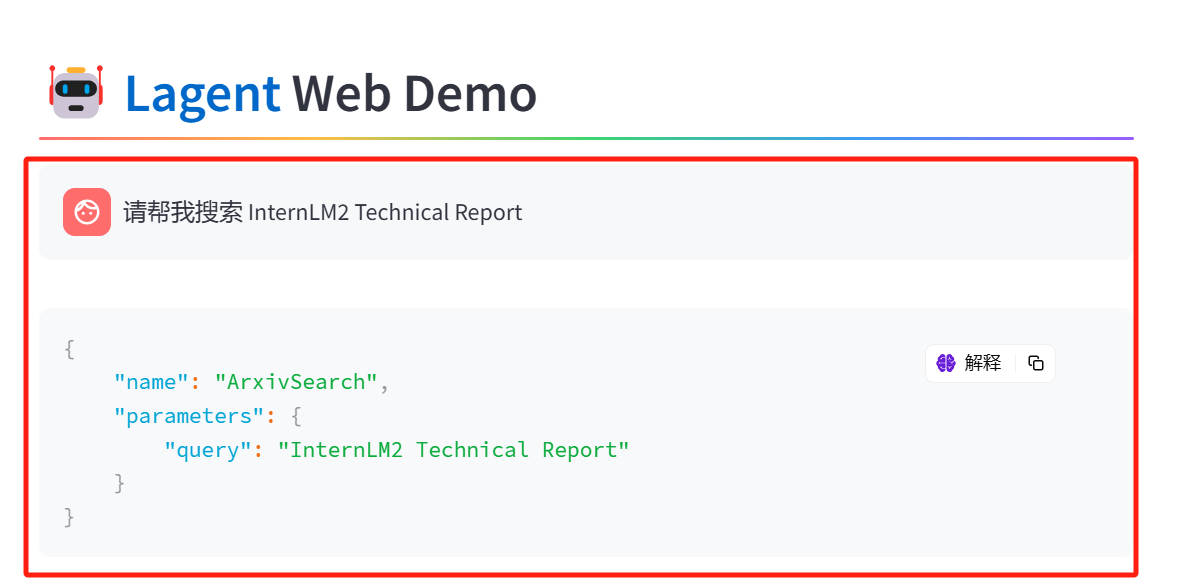 Lagent Web Demo
请帮我搜索 InternLM2 Technical Report
{
    "name": "ArxivSearch",
解释
    "parameters": {
        "query": "InternLM2 Technical Report"
    }
}